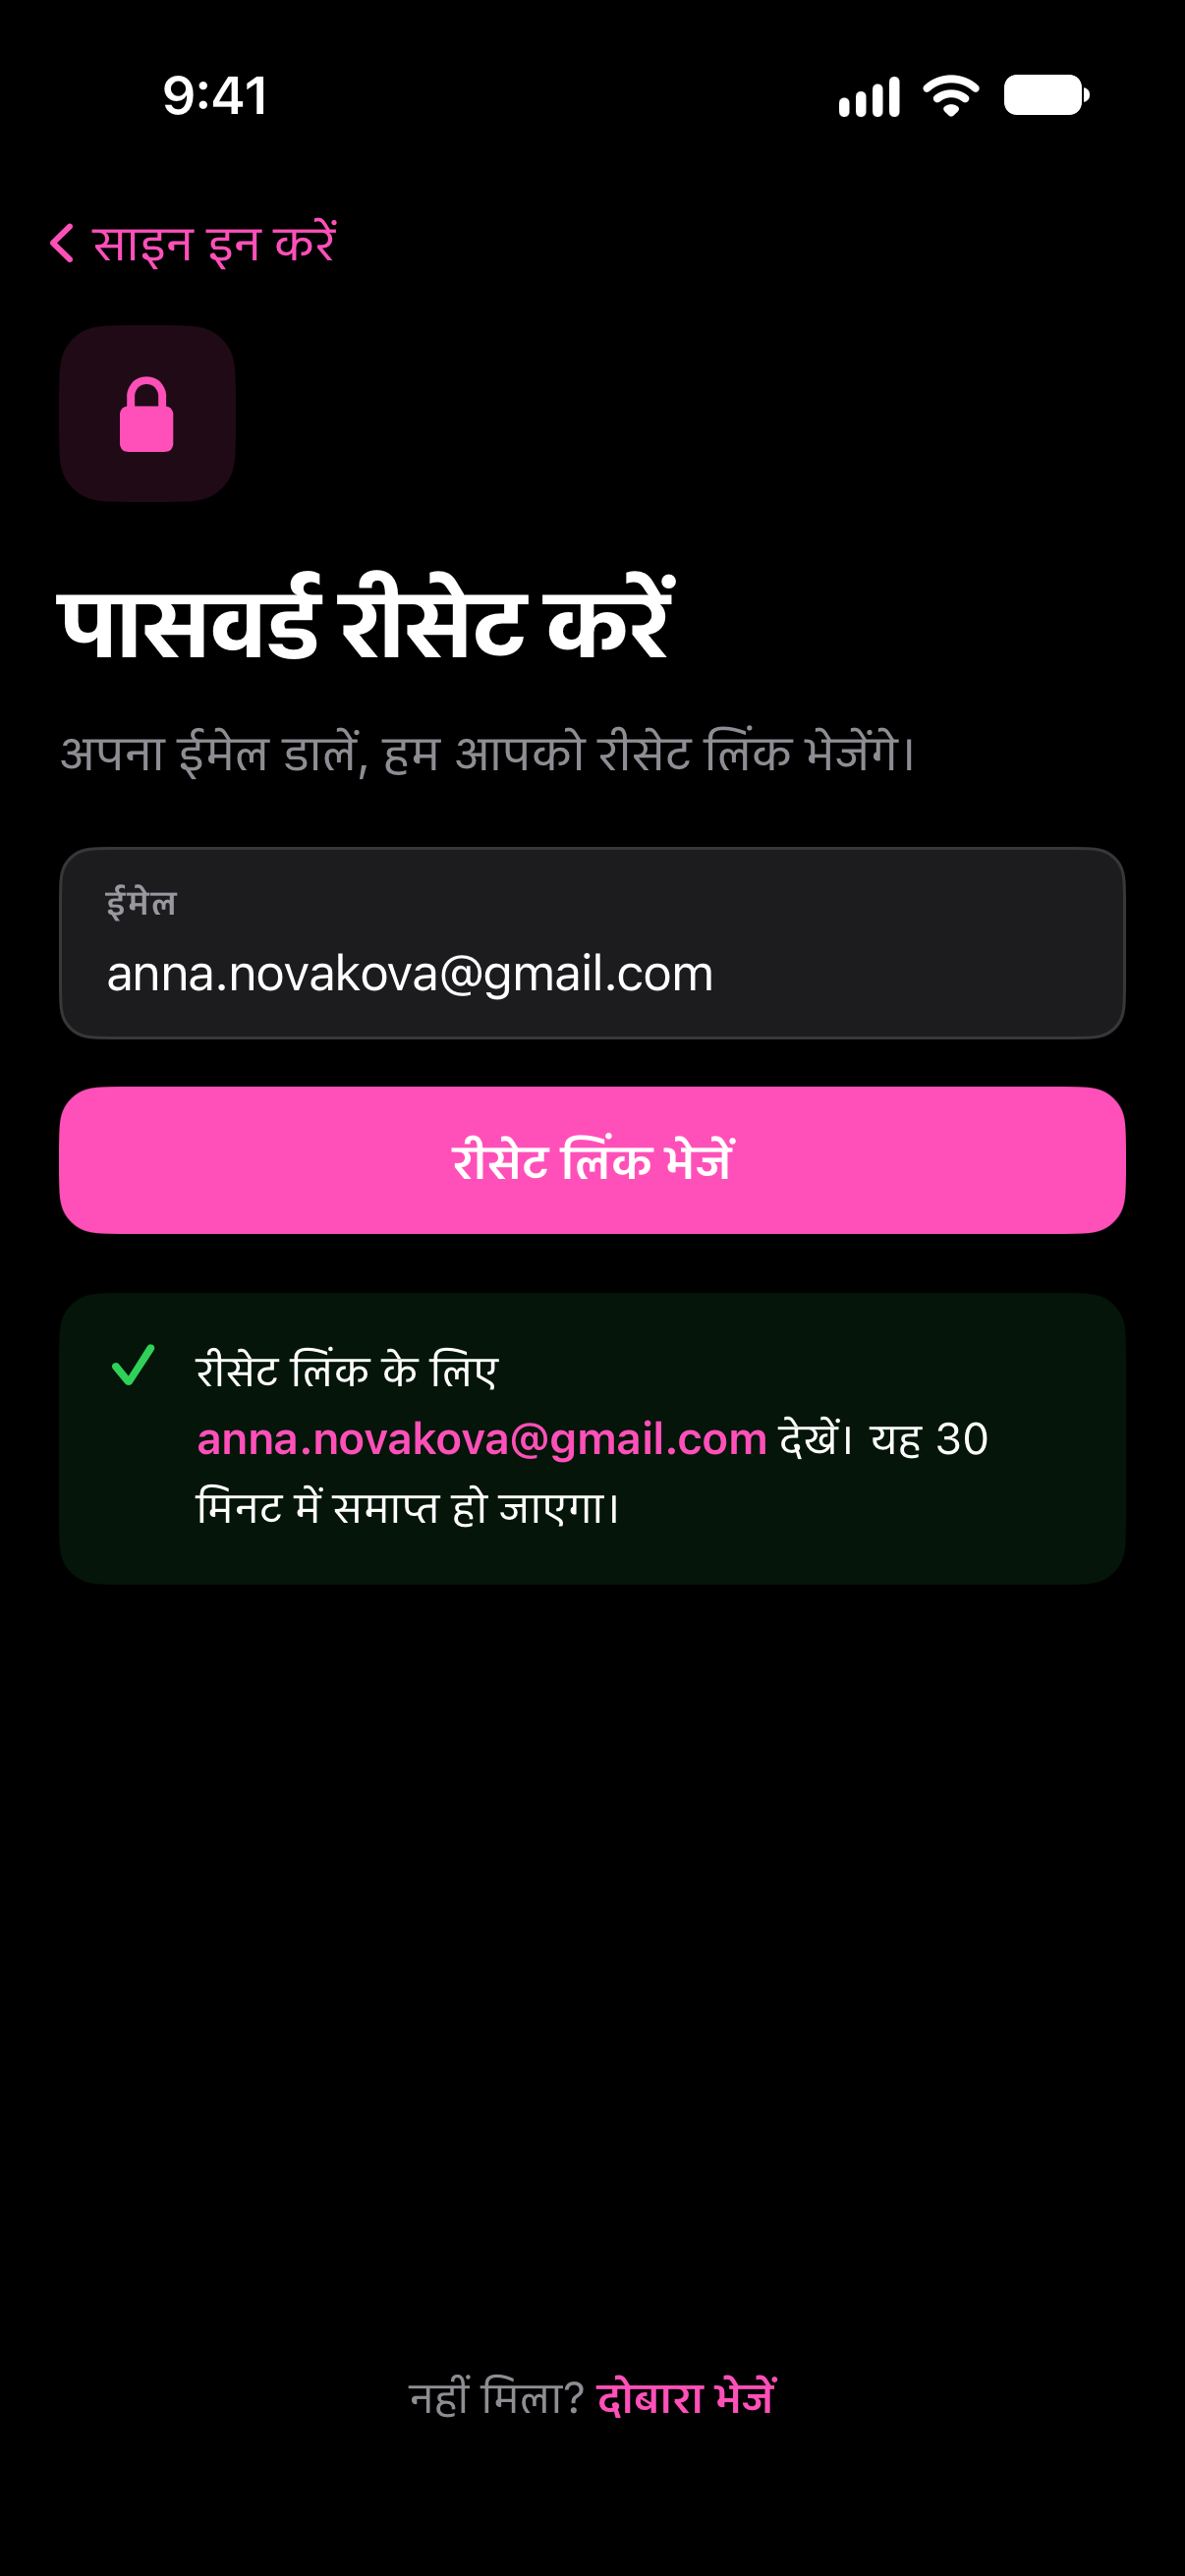 9:41
साइन इन करें
पासवर्ड रीसेट करें
अपना ईमेल डालें, हम आपको रीसेट लिंक भेजेंगे।
ईमेल
anna.novakova@gmail.com
रीसेट लिंक भेजें
रीसेट लिंक के लिए
anna.novakova@gmail.com देखें। यह 30
मिनट में समाप्त हो जाएगा।
नहीं मिला? दोबारा भेजें